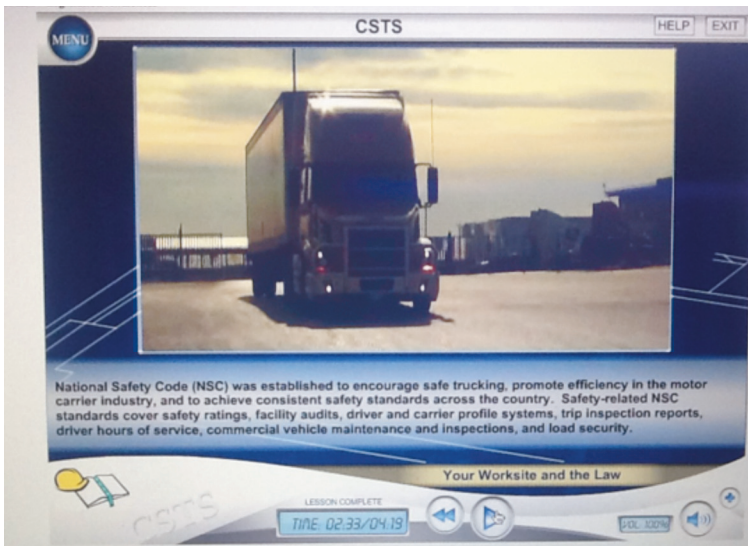 CSTS
MENU
HELP
EXIT
National Safety Code (NSC) was established to encourage safe trucking, promote efficiency in the motor
carrier industry, and to achieve consistent safety standards across the country. Safety-related NSC
standards cover safety ratings, facility audits, driver and carrier profile systems, trip inspection reports,
driver hours of service, commercial vehicle maintenance and inspections, and load security.
Your Worksite and the Law
CSTS
LESSON COMPLETE
TIME: 02:33/04:19
VOL: 100%